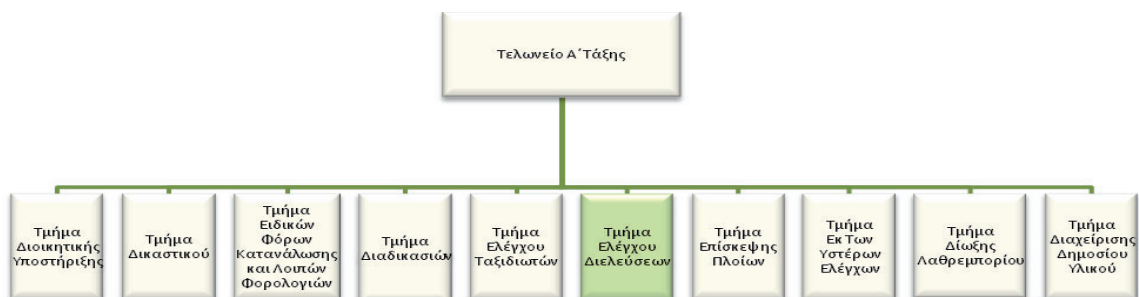 Τελωνείο Α΄ Τάξης
Τμήμα
Διοικητικής
Υποστήριξης
Τμήμα
Δικαστικού
Τμήμα
Ειδικών
Φόρων
Κατανάλωσης
και Λοιπών
Φορολογιών
Τμήμα
Διαδικασιών
Τμήμα
Ελέγχου
Ταξιδιωτών
Τμήμα
Ελέγχου
Διελεύσεων
Τμήμα
Επίσκεψης
Πλοίων
Τμήμα
Εκ Των
Υστέρων
Ελέγχων
Τμήμα
Δίωξης
Λαθρεμπορίου
Τμήμα
Διαχείρισης
Δημοσίου
Υλικού